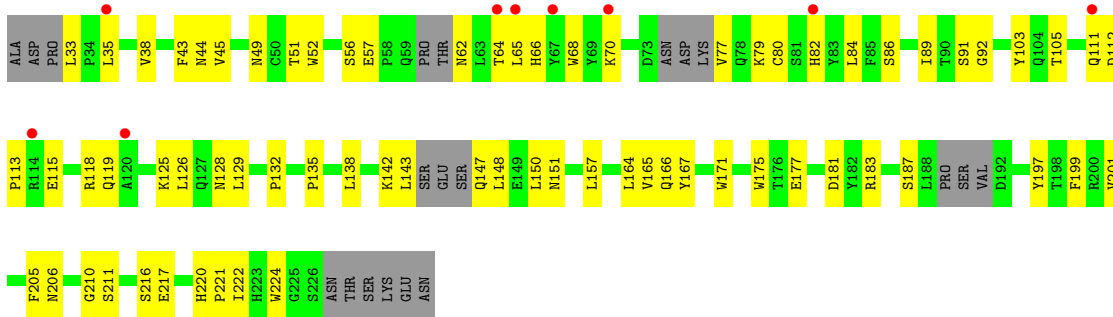 ALA ASP PRO L33 P34 L35 V38 F43 N44 V45 N49 C50 T51 W52 S56 E57 P58 Q59 PRO THR N62 L63 T64 L65 H66 Y67 W68 Y69 K70 D73 ASN ASP LYS V77 Q78 K79 C80 S81 H82 Y83 L84 F85 S86 I89 T90 S91 G92 Y103 Q104 T105 Q111 D112
P113 R114 E115 R118 Q119 A120 K125 L126 Q127 N128 L129 P132 P135 L138 K142 L143 SER GLU SER Q147 L148 E149 L150 N151 L157 L164 V165 Q166 Y167 W171 W175 T176 E177 D181 Y182 R183 S187 L188 PRO SER VAL D192 Y197 T198 F199 R200 V201
F205 N206 G210 S211 S216 E217 H220 P221 I222 H223 W224 G225 S226 ASN THR SER LYS GLU ASN